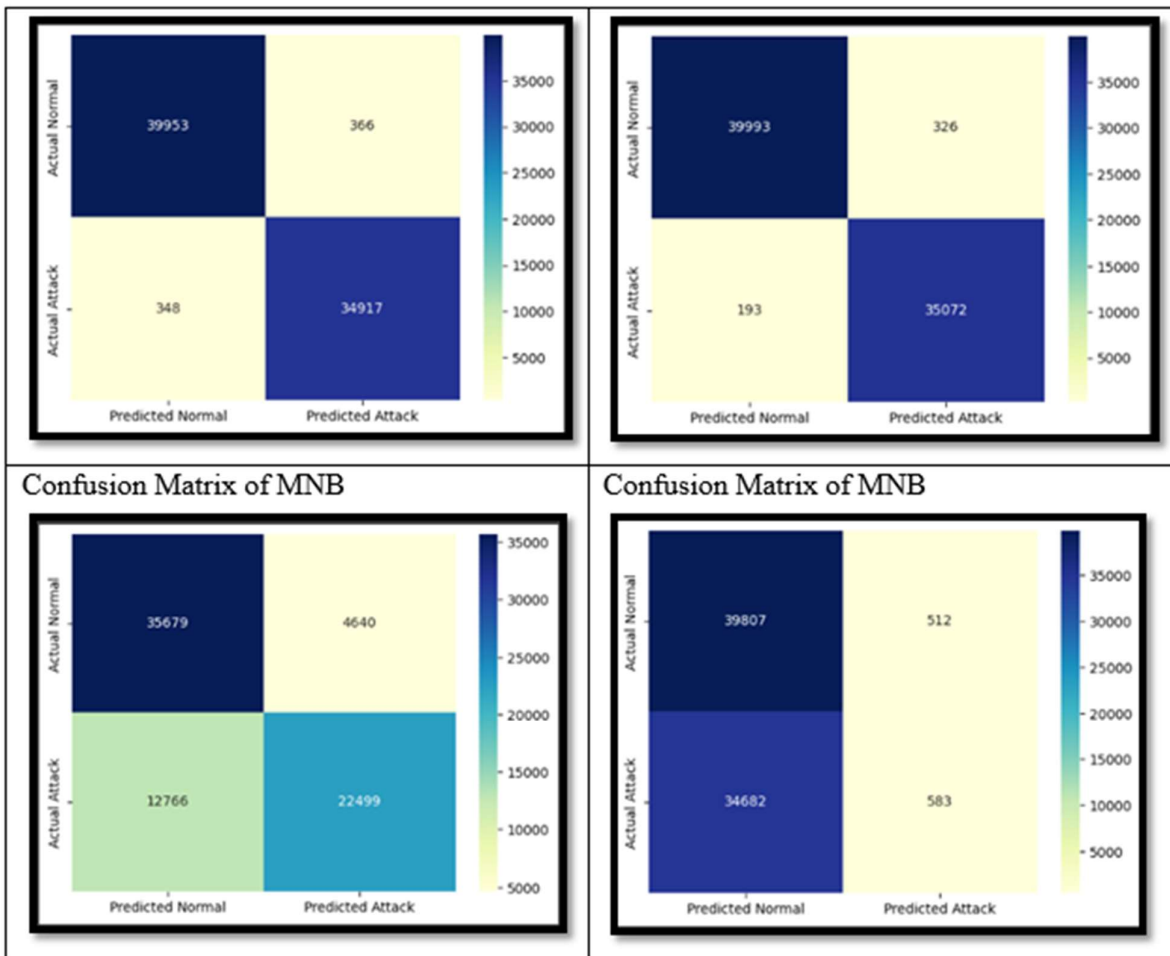 Actual Normal
Actual Attack
39953
366
348
34917
Predicted Normal
Predicted Attack
35000
30000
25000
20000
15000
10000
5000
Actual Normal
Actual Attack
39993
326
193
35072
Predicted Normal
Predicted Attack
35000
30000
25000
20000
15000
10000
5000
Confusion Matrix of MNB
Actual Normal
Actual Attack
35679
4640
12766
22499
Predicted Normal
Predicted Attack
35000
30000
25000
20000
15000
10000
5000
Confusion Matrix of MNB
Actual Normal
Actual Attack
39807
512
34682
583
Predicted Normal
Predicted Attack
35000
30000
25000
20000
15000
10000
5000